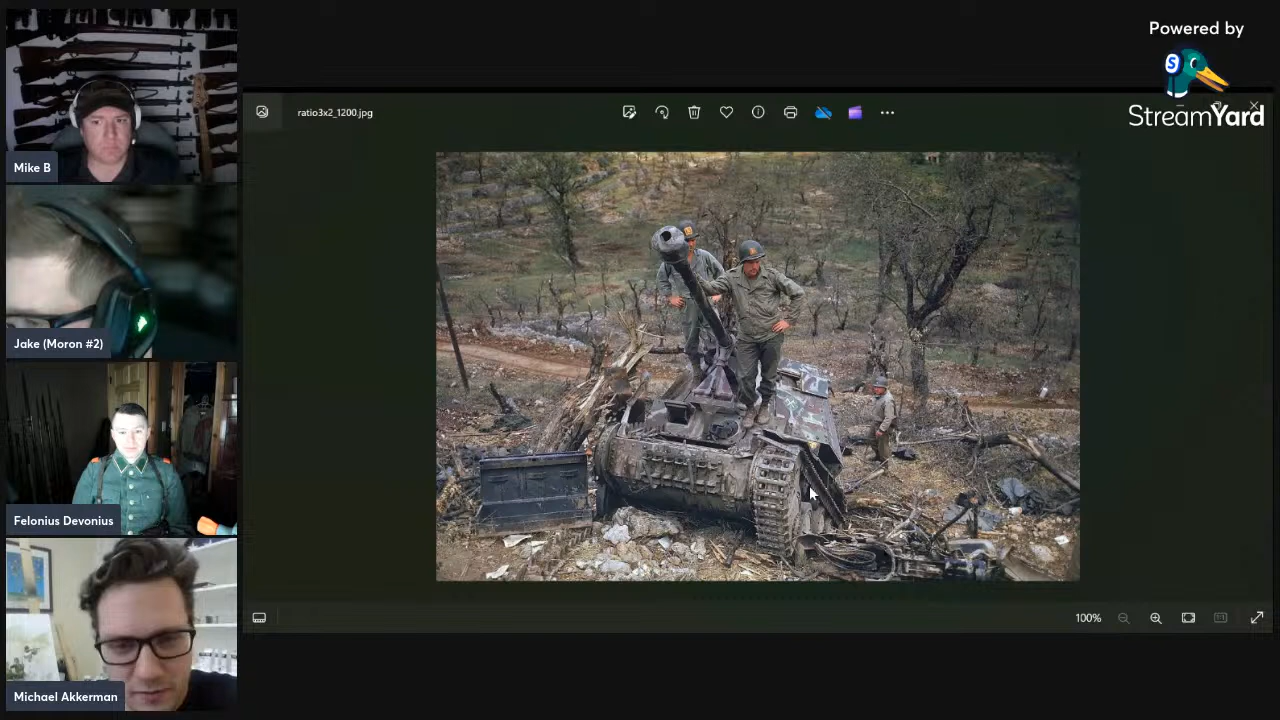 Powered by
StreamYard
ratio3x2_1200.jpg
Mike B
Jake (Moron #2)
Felonius Devonius
Michael Akkerman
100%